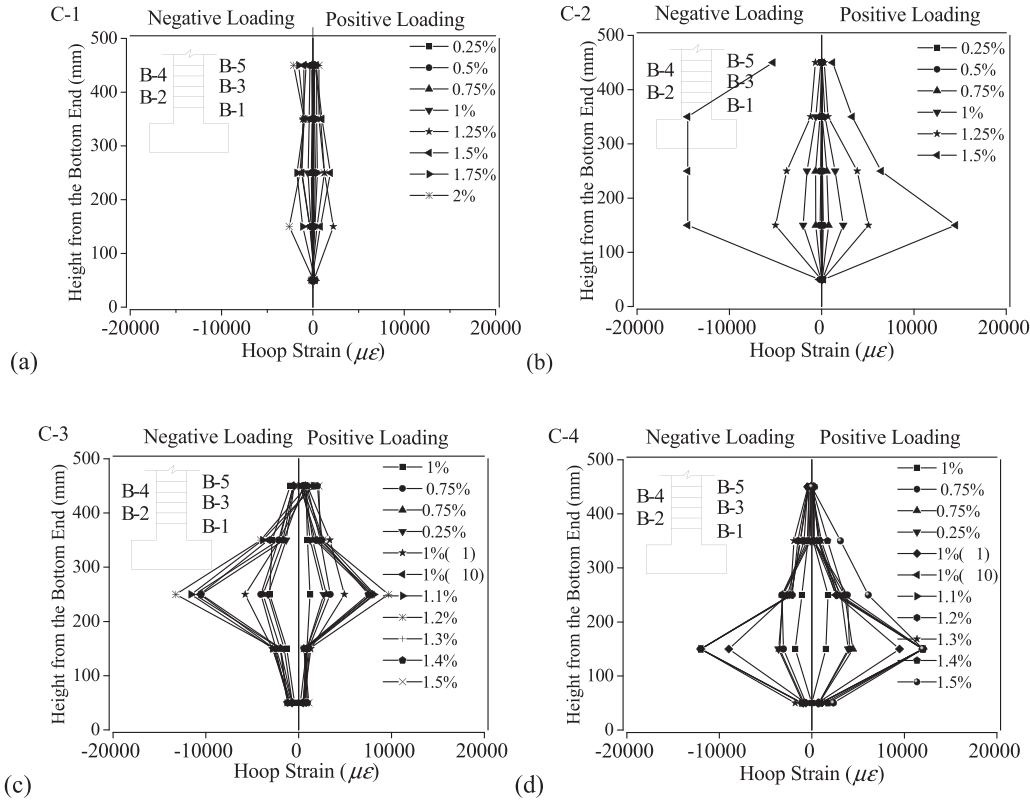 C-1
Negative Loading Positive Loading
500
400
300
200
100
0
Height from the Bottom End (mm)
B-4
B-2
B-5
B-3
B-1
0.25%
0.5%
0.75%
1%
1.25%
1.5%
1.75%
2%
-20000 -10000 0 10000 20000
Hoop Strain (με)
(a)
C-2
Negative Loading Positive Loading
500
400
300
200
100
0
Height from the Bottom End (mm)
B-4
B-2
B-5
B-3
B-1
0.25%
0.5%
0.75%
1%
1.25%
1.5%
-20000 -10000 0 10000 20000
Hoop Strain (με)
(b)
C-3
Negative Loading Positive Loading
500
400
300
200
100
0
Height from the Bottom End (mm)
B-4
B-2
B-5
B-3
B-1
1%
0.75%
0.75%
0.25%
1%( 1)
1%( 10)
1.1%
1.2%
1.3%
1.4%
1.5%
-20000 -10000 0 10000 20000
Hoop Strain (με)
(c)
C-4
Negative Loading Positive Loading
500
400
300
200
100
0
Height from the Bottom End (mm)
B-4
B-2
B-5
B-3
B-1
1%
0.75%
0.75%
0.25%
1%( 1)
1%( 10)
1.1%
1.2%
1.3%
1.4%
1.5%
-20000 -10000 0 10000 20000
Hoop Strain (με)
(d)